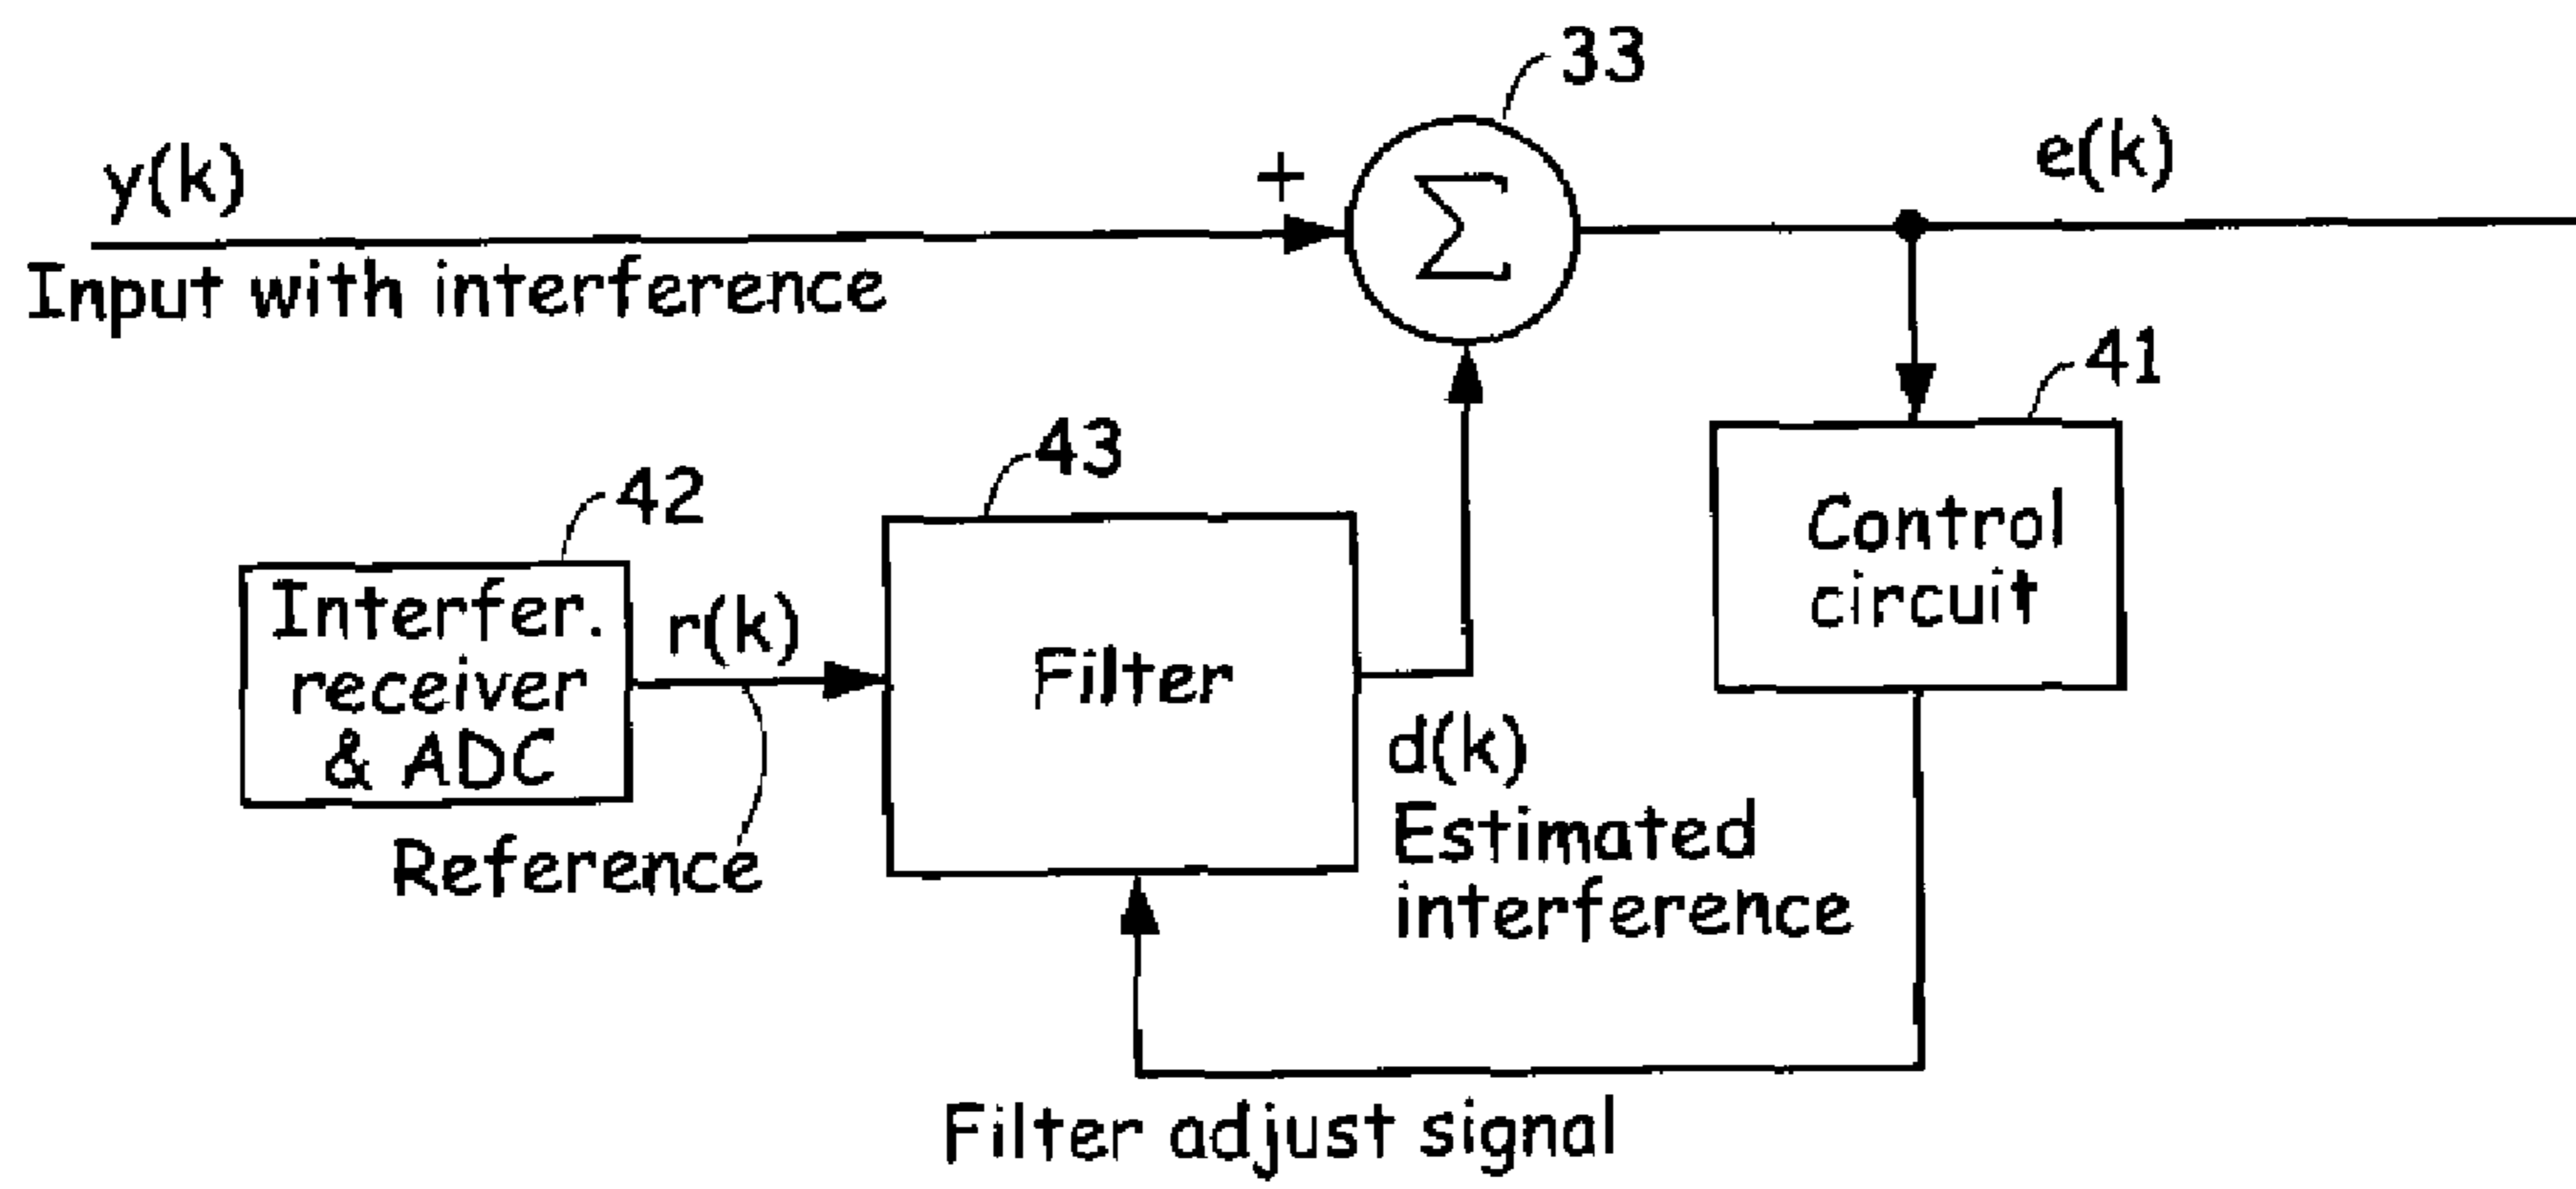 33
y(k)
+
Σ
e(k)
Input with interference
41
43
42
Control
circuit
Interfer.
receiver
& ADC
r(k)
Filter
d(k)
Estimated
interference
Reference
Filter adjust signal